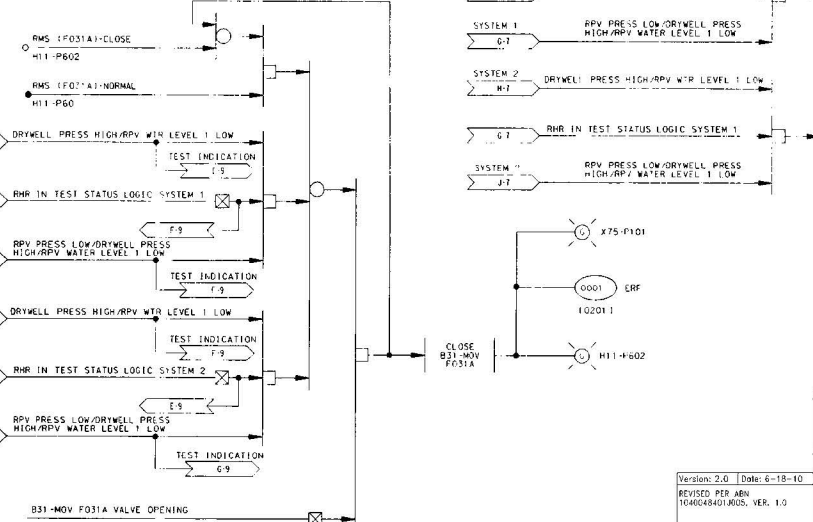 RMS (F031A)-CLOSE
H11-P602
RMS (F031A)-NORMAL
H11-P60
DRYWELL PRESS HIGH/RPV WTR LEVEL 1 LOW
TEST INDICATION
E-9
RHR IN TEST STATUS LOGIC SYSTEM 1
F-9
RPV PRESS LOW/DRYWELL PRESS
HIGH/RPV WATER LEVEL 1 LOW
TEST INDICATION
F-9
DRYWELL PRESS HIGH/RPV WTR LEVEL 1 LOW
TEST INDICATION
F-9
RHR IN TEST STATUS LOGIC SYSTEM 2
E-9
RPV PRESS LOW/DRYWELL PRESS
HIGH/RPV WATER LEVEL 1 LOW
TEST INDICATION
G-9
B31-MOV F031A VALVE OPENING
CLOSE
B31-MOV
F031A
SYSTEM 1
G-7
RPV PRESS LOW/DRYWELL PRESS
HIGH/RPV WATER LEVEL 1 LOW
SYSTEM 2
H-7
DRYWELL PRESS HIGH/RPV WTR LEVEL 1 LOW
G-7
RHR IN TEST STATUS LOGIC SYSTEM 1
SYSTEM
J-7
RPV PRESS LOW/DRYWELL PRESS
HIGH/RPV WATER LEVEL 1 LOW
G X75-P101
0001 ERF
(0201)
G H11-P602
Version: 2.0 Date: 6-18-10
REVISED PER ABN
1040048401J005, VER. 1.0